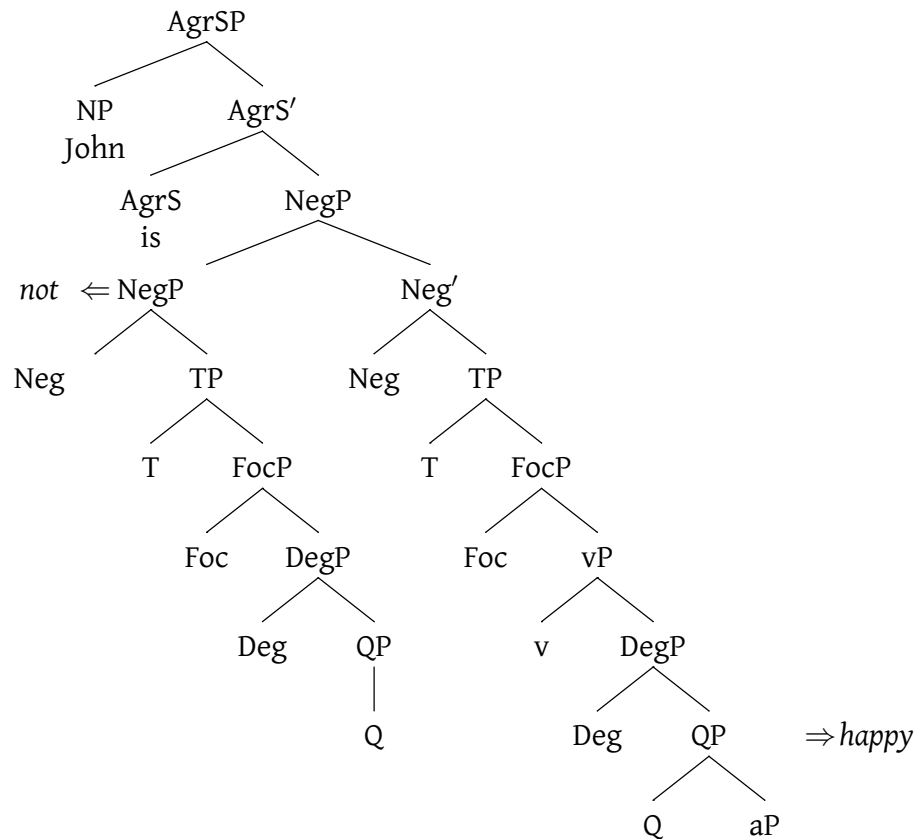 AgrSP
NP AgrS′
John
AgrS NegP
is
not ⇐ NegP Neg′
Neg TP Neg TP
T FocP T FocP
Foc DegP Foc vP
Deg QP v DegP
Q Deg QP ⇒ happy
Q aP